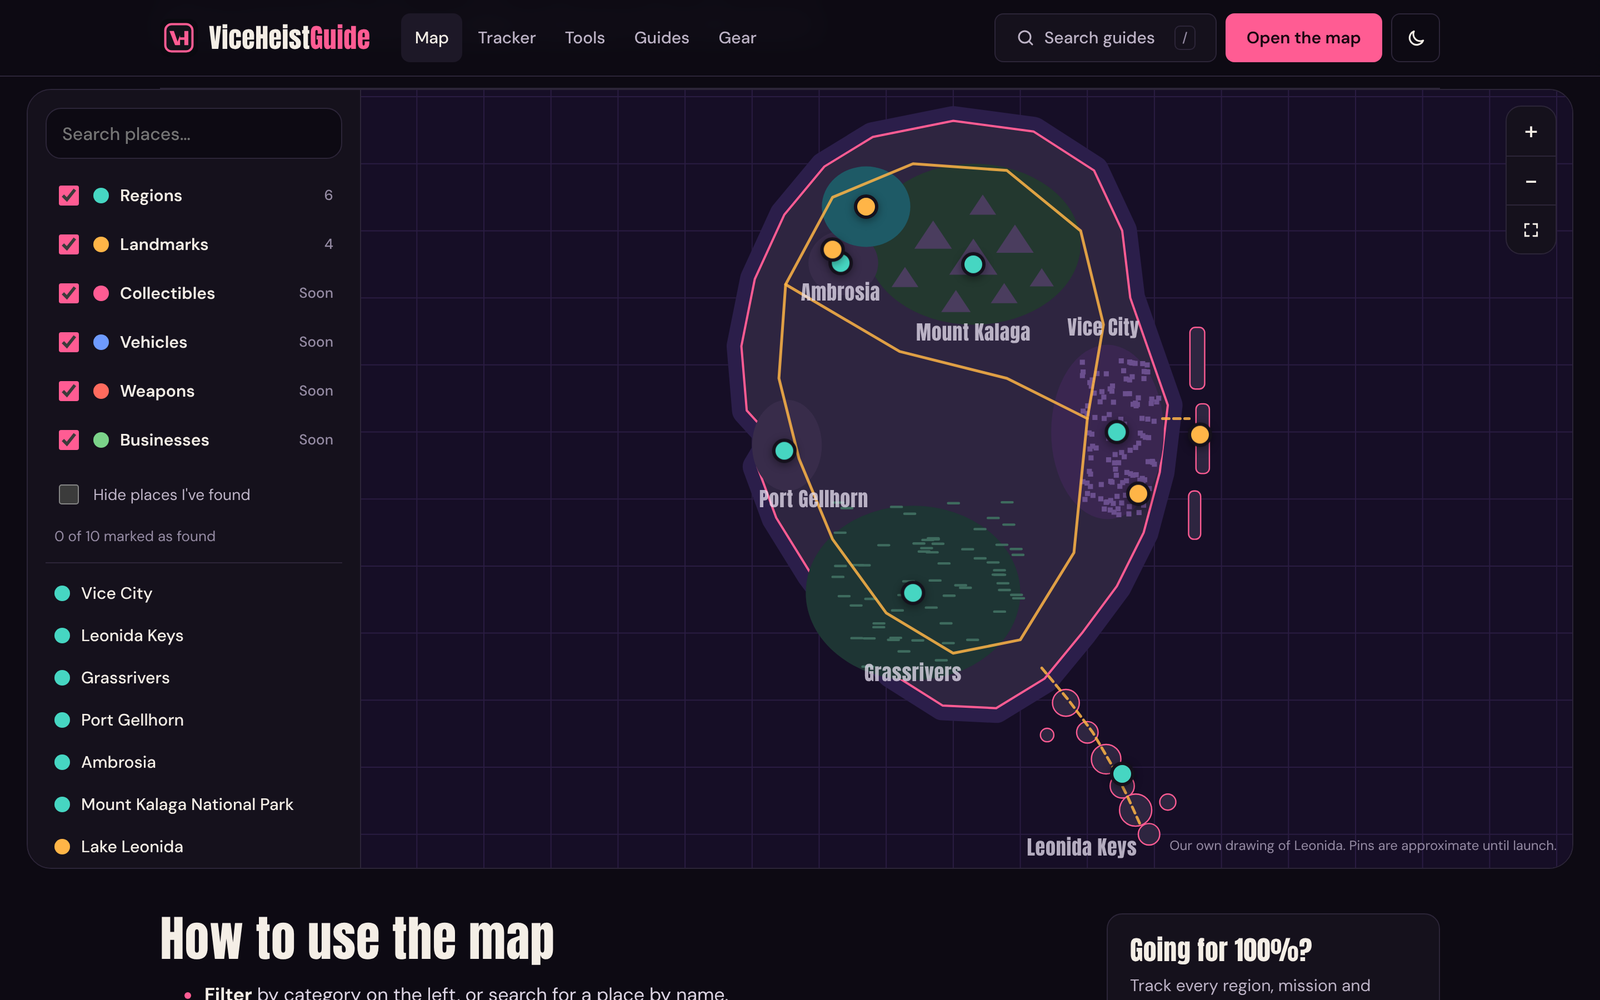 ViceHeistGuide
Map
Tracker
Tools
Guides
Gear
Search guides /
Open the map
Search places...
Regions 6
Landmarks 4
Collectibles Soon
Vehicles Soon
Weapons Soon
Businesses Soon
Hide places I've found
0 of 10 marked as found
Vice City
Leonida Keys
Grassrivers
Port Gellhorn
Ambrosia
Mount Kalaga National Park
Lake Leonida
Ambrosia
Mount Kalaga
Vice City
Port Gellhorn
Grassrivers
Leonida Keys
+
−
Our own drawing of Leonida. Pins are approximate until launch.
How to use the map
• Filter by category on the left, or search for a place by name.
Going for 100%?
Track every region, mission and